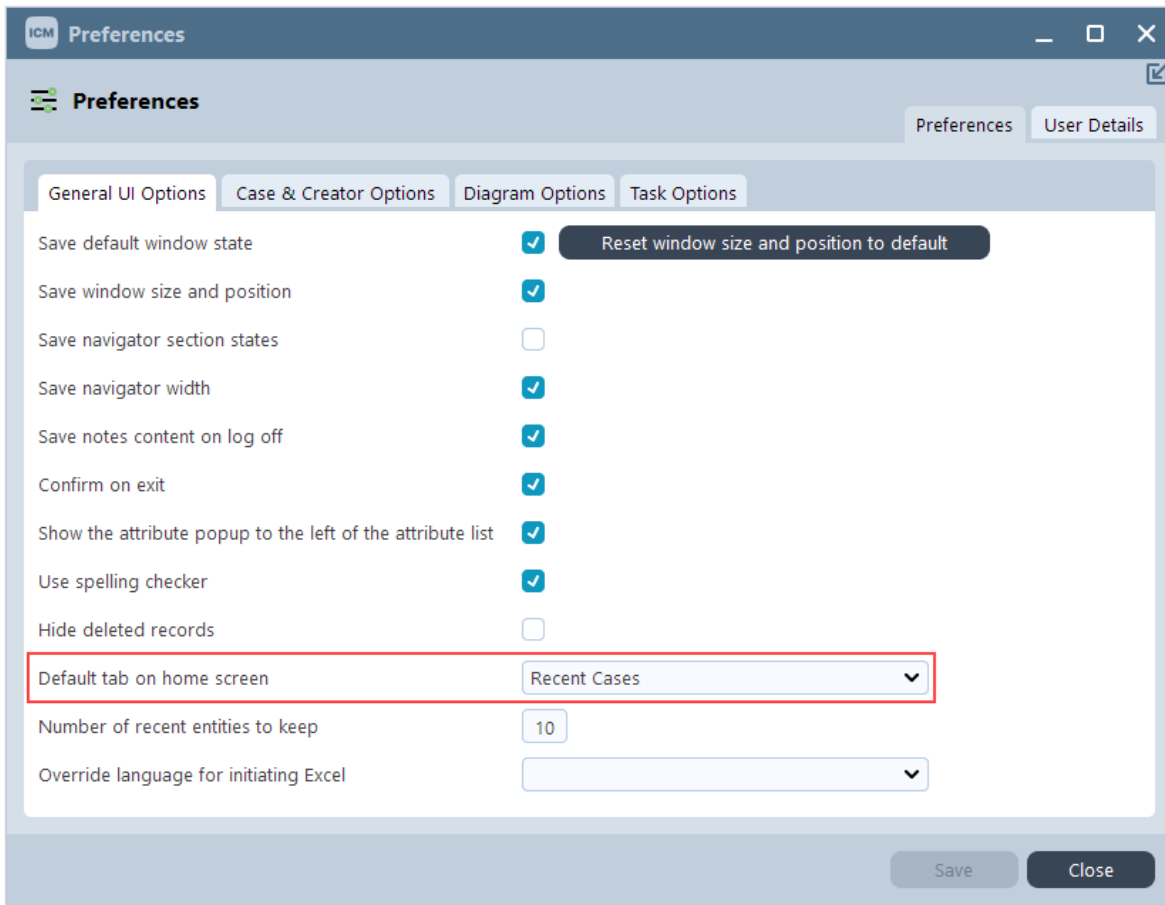 ICM Preferences
Preferences
Preferences User Details
General UI Options Case & Creator Options Diagram Options Task Options
Save default window state Reset window size and position to default
Save window size and position
Save navigator section states
Save navigator width
Save notes content on log off
Confirm on exit
Show the attribute popup to the left of the attribute list
Use spelling checker
Hide deleted records
Default tab on home screen Recent Cases
Number of recent entities to keep 10
Override language for initiating Excel
Save Close